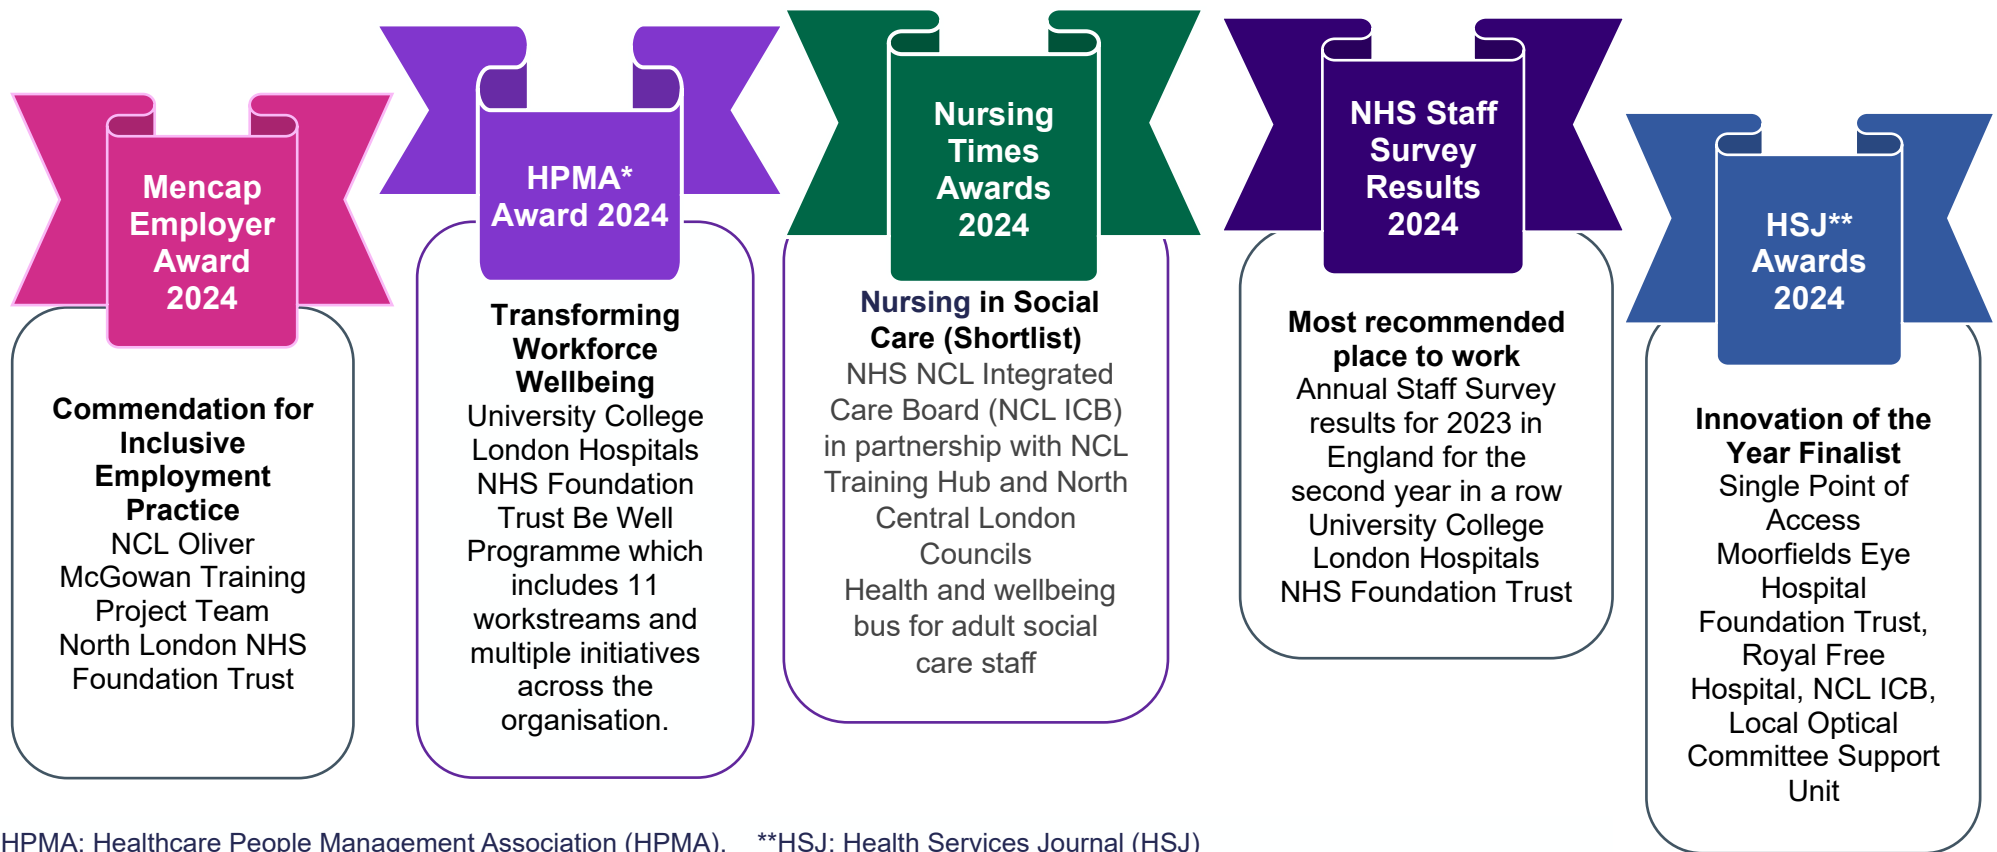 Mencap
Employer
Award
2024
Commendation for
Inclusive
Employment
Practice
NCL Oliver
McGowan Training
Project Team
North London NHS
Foundation Trust
HPMA*
Award 2024
Transforming
Workforce
Wellbeing
University College
London Hospitals
NHS Foundation
Trust Be Well
Programme which
includes 11
workstreams and
multiple initiatives
across the
organisation.
Nursing
Times
Awards
2024
Nursing in Social
Care (Shortlist)
NHS NCL Integrated
Care Board (NCL ICB)
in partnership with NCL
Training Hub and North
Central London
Councils
Health and wellbeing
bus for adult social
care staff
NHS Staff
Survey
Results
2024
Most recommended
place to work
Annual Staff Survey
results for 2023 in
England for the
second year in a row
University College
London Hospitals
NHS Foundation Trust
HSJ**
Awards
2024
Innovation of the
Year Finalist
Single Point of
Access
Moorfields Eye
Hospital
Foundation Trust,
Royal Free
Hospital, NCL ICB,
Local Optical
Committee Support
Unit
HPMA: Healthcare People Management Association (HPMA). **HSJ: Health Services Journal (HSJ)